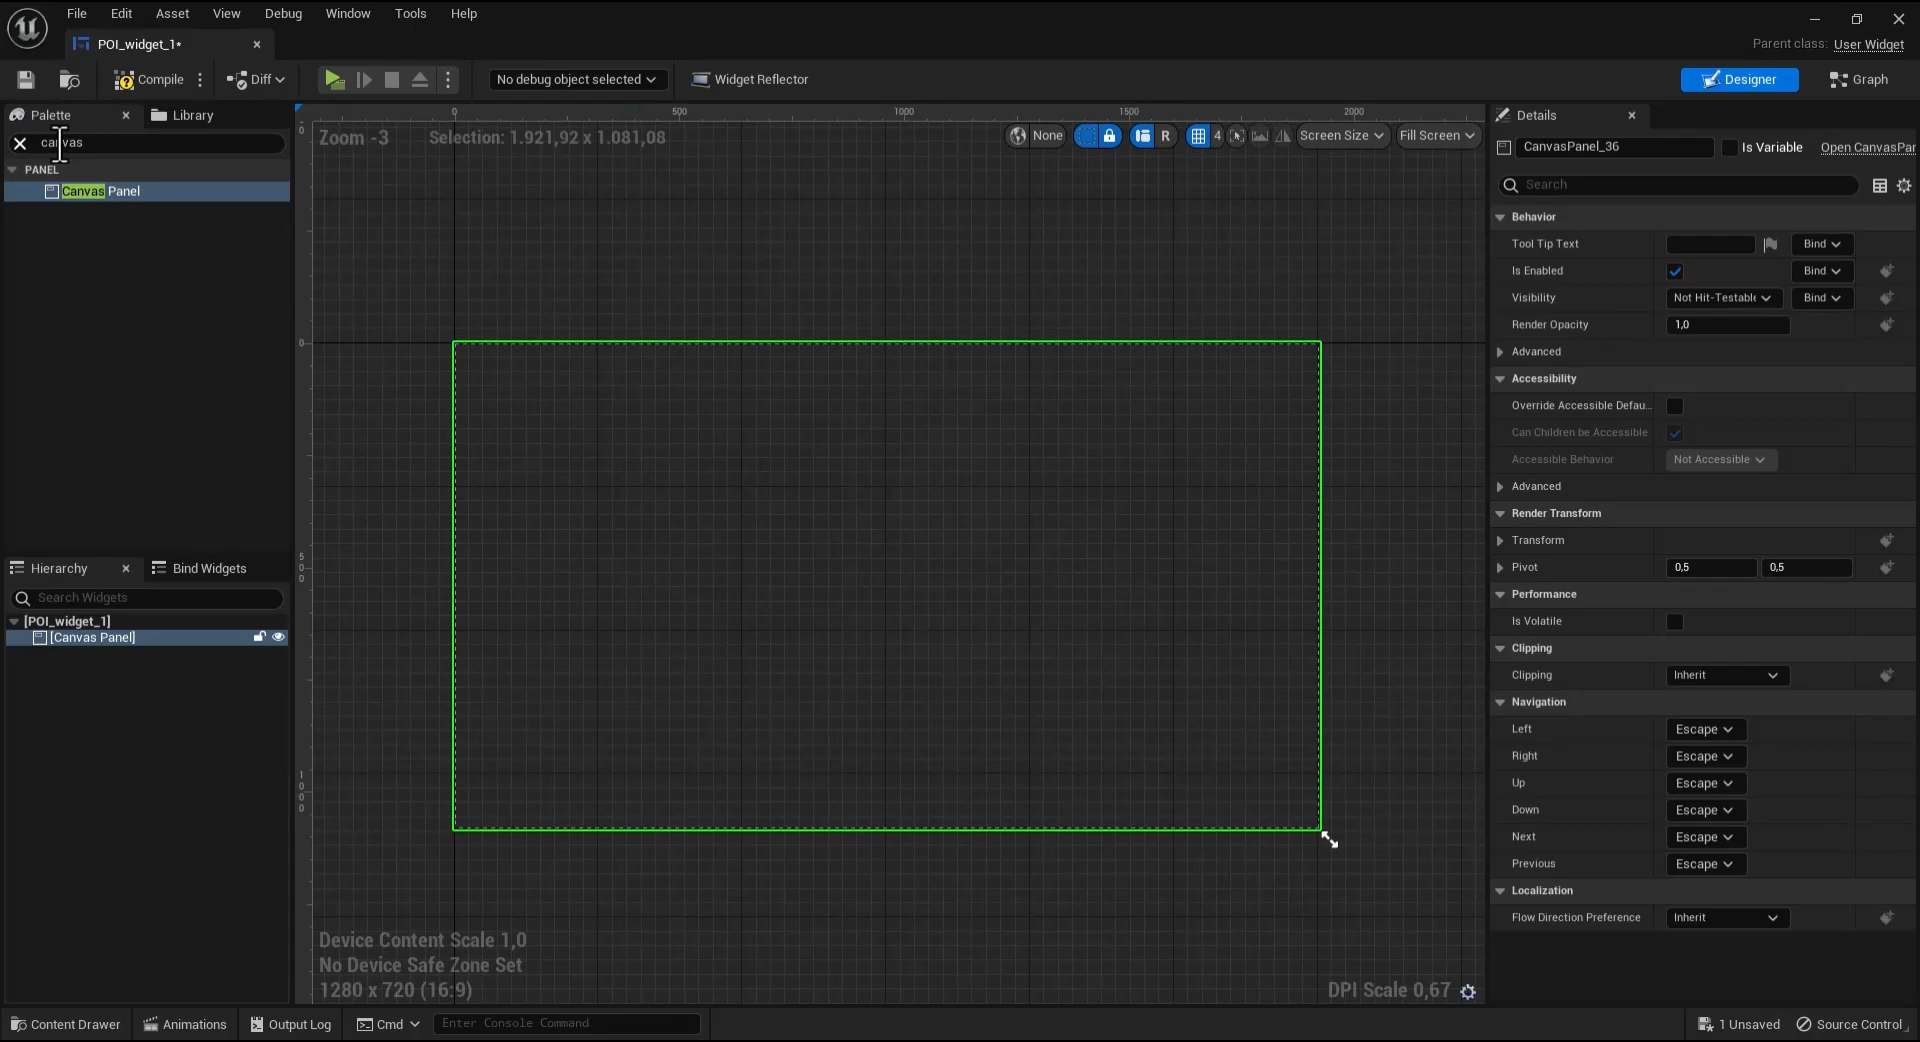 File Edit Asset View Debug Window Tools Help
POI_widget_1*
Parent class: User Widget
Compile Diff No debug object selected Widget Reflector Designer Graph
Palette Library
canvas
PANEL
Canvas Panel
Hierarchy Bind Widgets
Search Widgets
[POI_widget_1]
[Canvas Panel]
0 500 1000 1500 2000
Zoom -3 Selection: 1.921,92 x 1.081,08
None R 4 Screen Size Fill Screen
0
0
500
1000
Device Content Scale 1,0
No Device Safe Zone Set
1280 x 720 (16:9)
DPI Scale 0,67
Details
CanvasPanel_36 Is Variable Open CanvasPar
Search
Behavior
Tool Tip Text Bind
Is Enabled Bind
Visibility Not Hit-Testable Bind
Render Opacity 1,0
Advanced
Accessibility
Override Accessible Defau...
Can Children be Accessible
Accessible Behavior Not Accessible
Advanced
Render Transform
Transform
Pivot 0,5 0,5
Performance
Is Volatile
Clipping
Clipping Inherit
Navigation
Left Escape
Right Escape
Up Escape
Down Escape
Next Escape
Previous Escape
Localization
Flow Direction Preference Inherit
Content Drawer Animations Output Log Cmd Enter Console Command 1 Unsaved Source Control